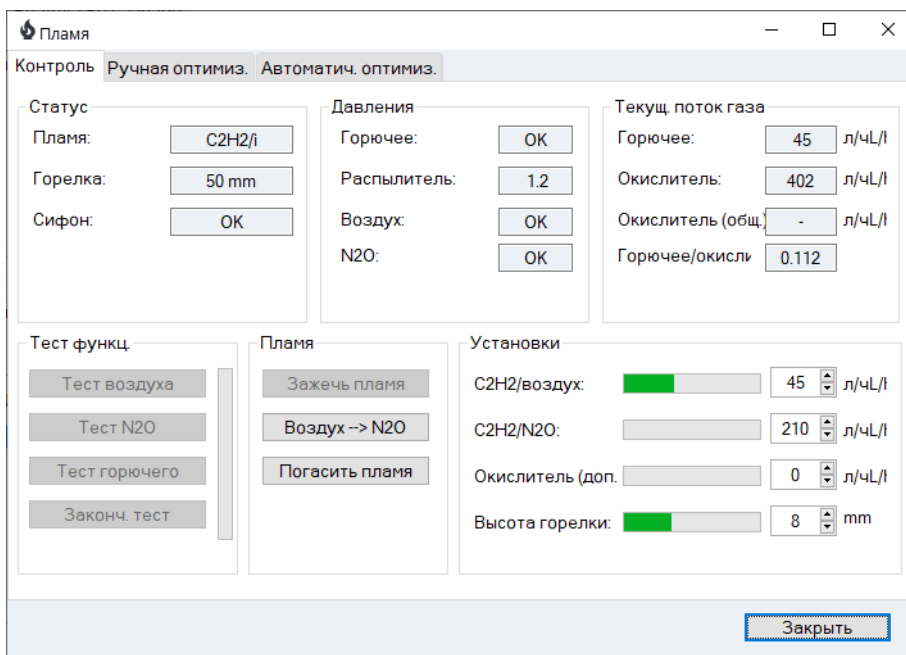 Пламя
Контроль Ручная оптимиз. Автоматич. оптимиз.
Статус
Пламя: C2H2/i
Горелка: 50 mm
Сифон: OK
Давления
Горючее: OK
Распылитель: 1.2
Воздух: OK
N2O: OK
Текущ. поток газа
Горючее: 45 л/чL/h
Окислитель: 402 л/чL/h
Окислитель (общ.) - л/чL/h
Горючее/окисли 0.112
Тест функц.
Тест воздуха
Тест N2O
Тест горючего
Законч. тест
Пламя
Зажечь пламя
Воздух --> N2O
Погасить пламя
Установки
C2H2/воздух: 45 л/чL/h
C2H2/N2O: 210 л/чL/h
Окислитель (доп. 0 л/чL/h
Высота горелки: 8 mm
Закрыть